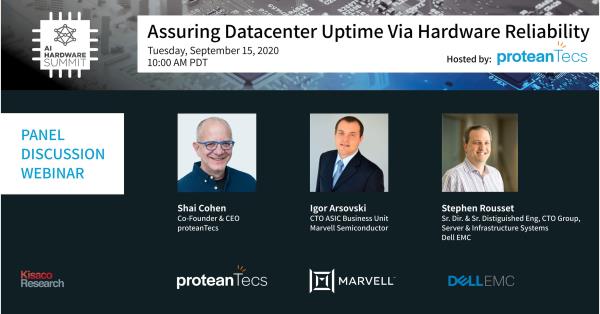 AI
HARDWARE
SUMMIT
Assuring Datacenter Uptime Via Hardware Reliability
Tuesday, September 15, 2020
10:00 AM PDT
Hosted by: proteanTecs
PANEL
DISCUSSION
WEBINAR
Shai Cohen
Co-Founder & CEO
proteanTecs
Igor Arsovski
CTO ASIC Business Unit
Marvell Semiconductor
Stephen Rousset
Sr. Dir. & Sr. Distiguished Eng, CTO Group,
Server & Infrastructure Systems
Dell EMC
Kisaco
Research
proteanTecs
MARVELL
DELLEMC